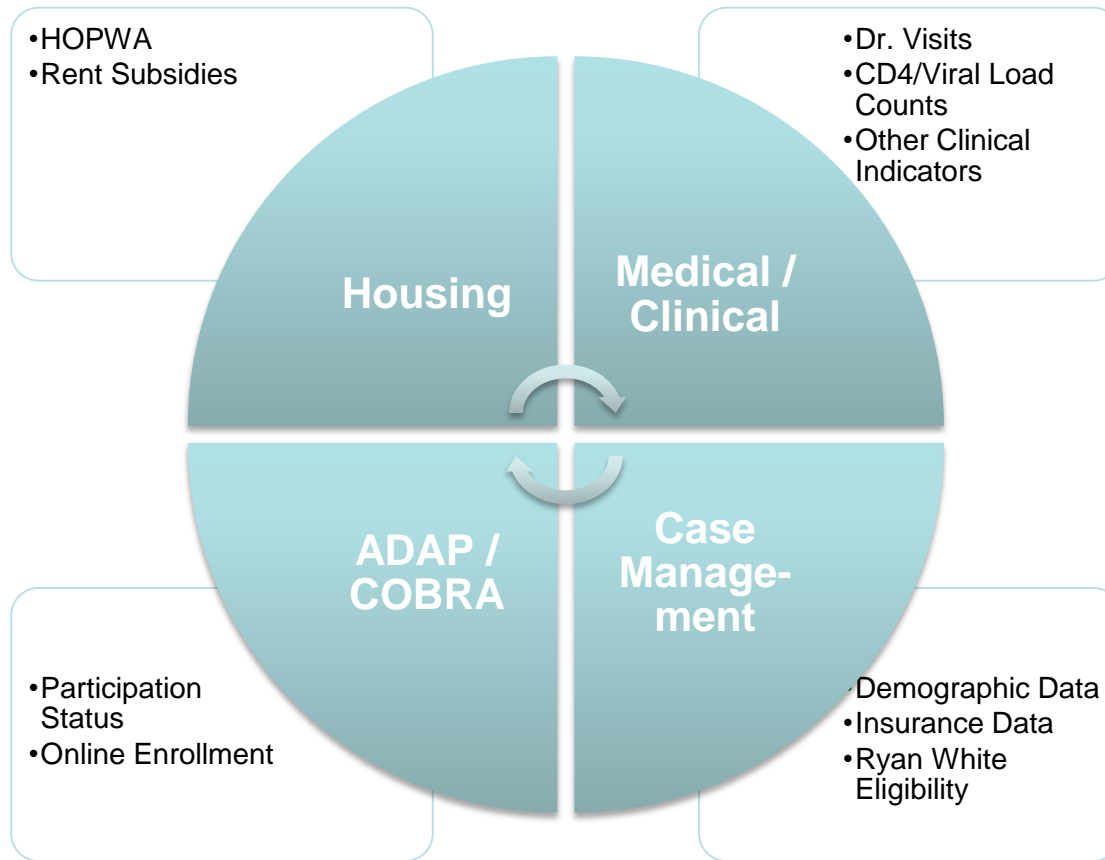 •HOPWA
•Rent Subsidies
•Dr. Visits
•CD4/Viral Load
Counts
•Other Clinical
Indicators
Housing
Medical /
Clinical
ADAP /
COBRA
Case
Manage-
ment
•Participation
Status
•Online Enrollment
•Demographic Data
•Insurance Data
•Ryan White
Eligibility